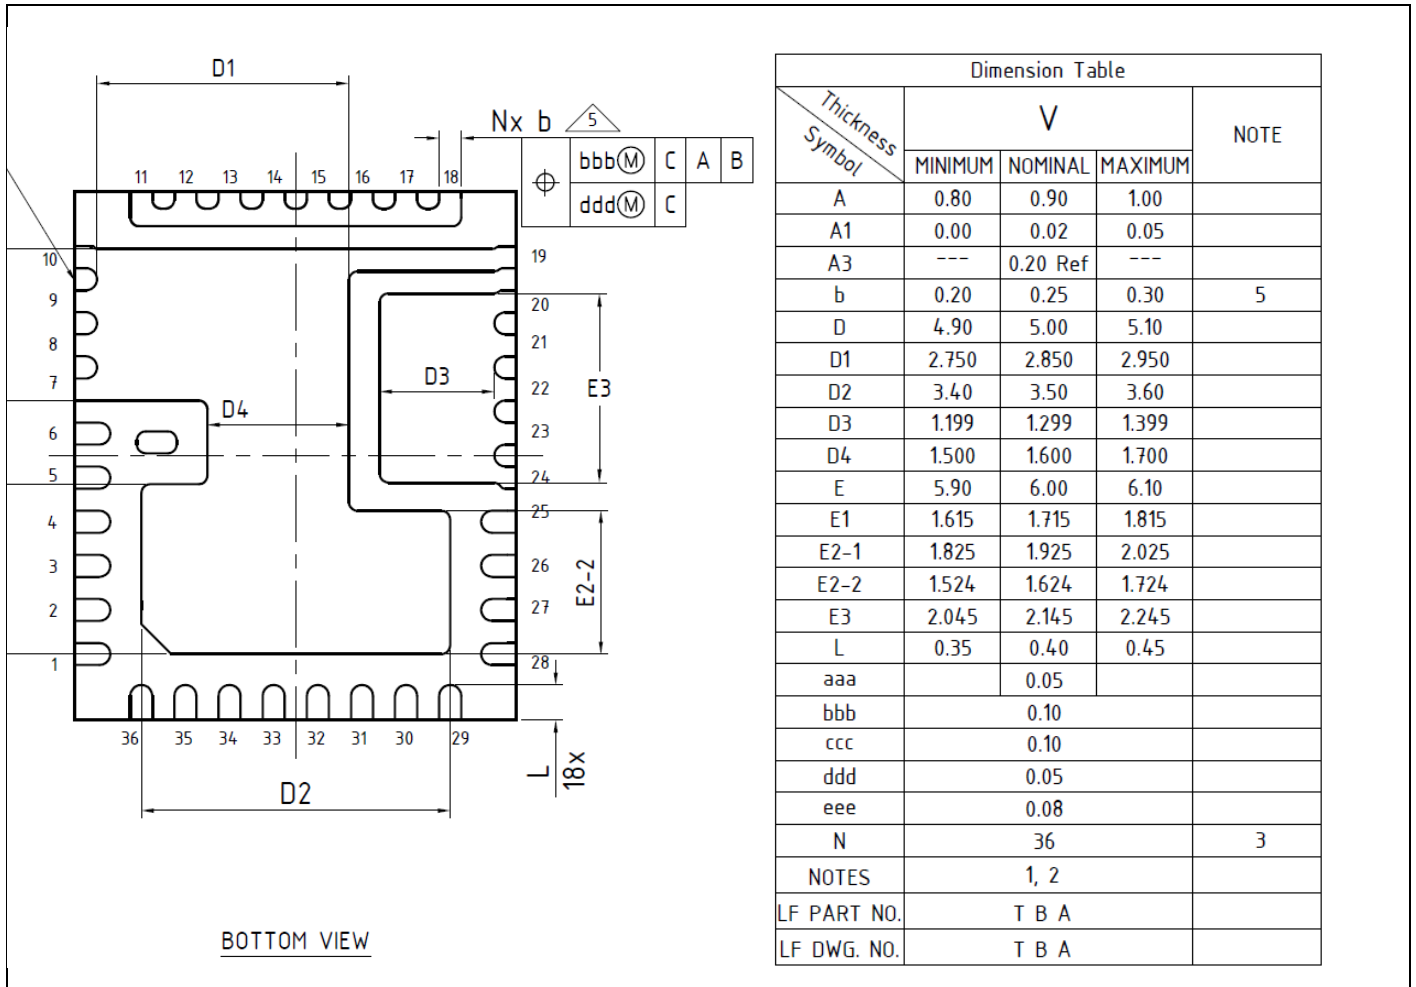 D1
Nx b 5
bbbⓂ C A B
dddⓂ C
11 12 13 14 15 16 17 18
10
9
8
7
6
5
4
3
2
1
19
20
21
22
23
24
25
26
27
28
D3
E3
D4
E2-2
36 35 34 33 32 31 30 29
L
18x
D2
BOTTOM VIEW
Dimension Table
Thickness
Symbol
V
NOTE
MINIMUM NOMINAL MAXIMUM
A 0.80 0.90 1.00
A1 0.00 0.02 0.05
A3 --- 0.20 Ref ---
b 0.20 0.25 0.30 5
D 4.90 5.00 5.10
D1 2.750 2.850 2.950
D2 3.40 3.50 3.60
D3 1.199 1.299 1.399
D4 1.500 1.600 1.700
E 5.90 6.00 6.10
E1 1.615 1.715 1.815
E2-1 1.825 1.925 2.025
E2-2 1.524 1.624 1.724
E3 2.045 2.145 2.245
L 0.35 0.40 0.45
aaa 0.05
bbb 0.10
ccc 0.10
ddd 0.05
eee 0.08
N 36 3
NOTES 1, 2
LF PART NO. T B A
LF DWG. NO. T B A